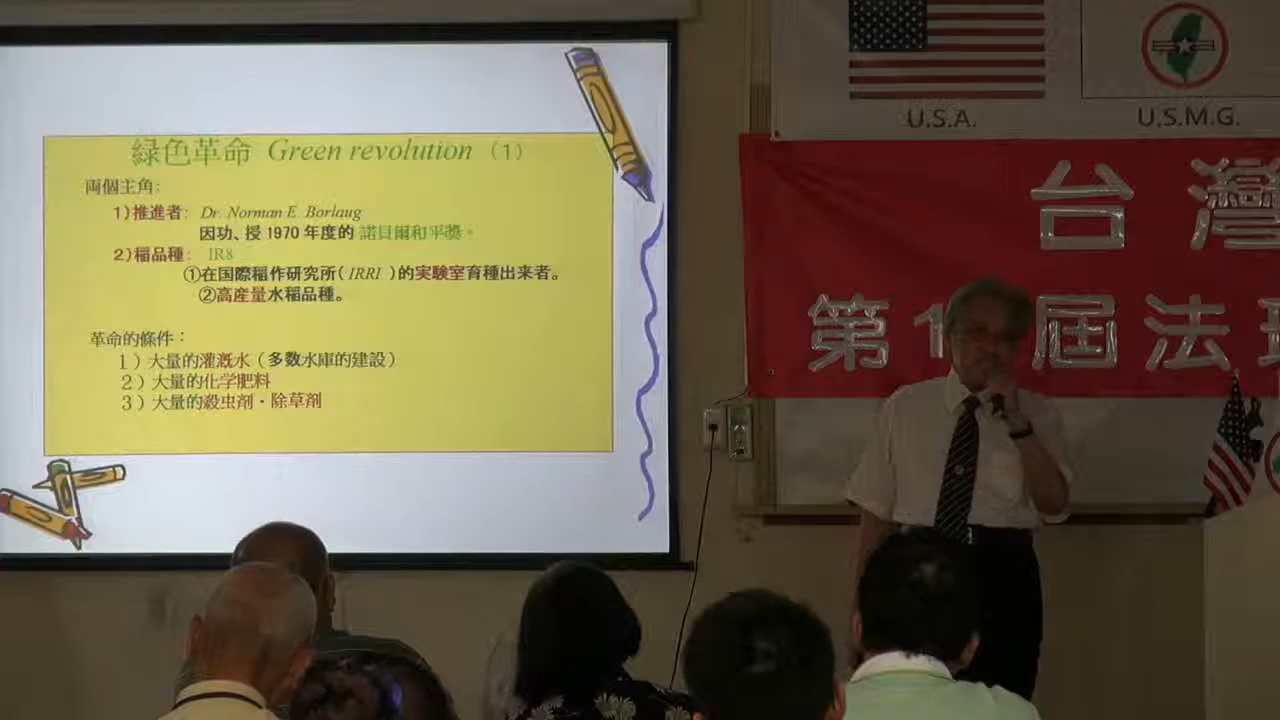 綠色革命 Green revolution（1）
兩個主角:
1)推進者: Dr. Norman E. Borlaug
因功、授 1970 年度的 諾貝爾和平獎。
2)稲品種: IR8
①在国際稲作研究所( IRRI )的実験室育種出来者。
②高産量水稲品種。
革命的條件：
1）大量的灌漑水（多数水庫的建設）
2）大量的化学肥料
3）大量的殺虫剤・除草剤
U.S.A.
U.S.M.G.
台灣
第1 屆法